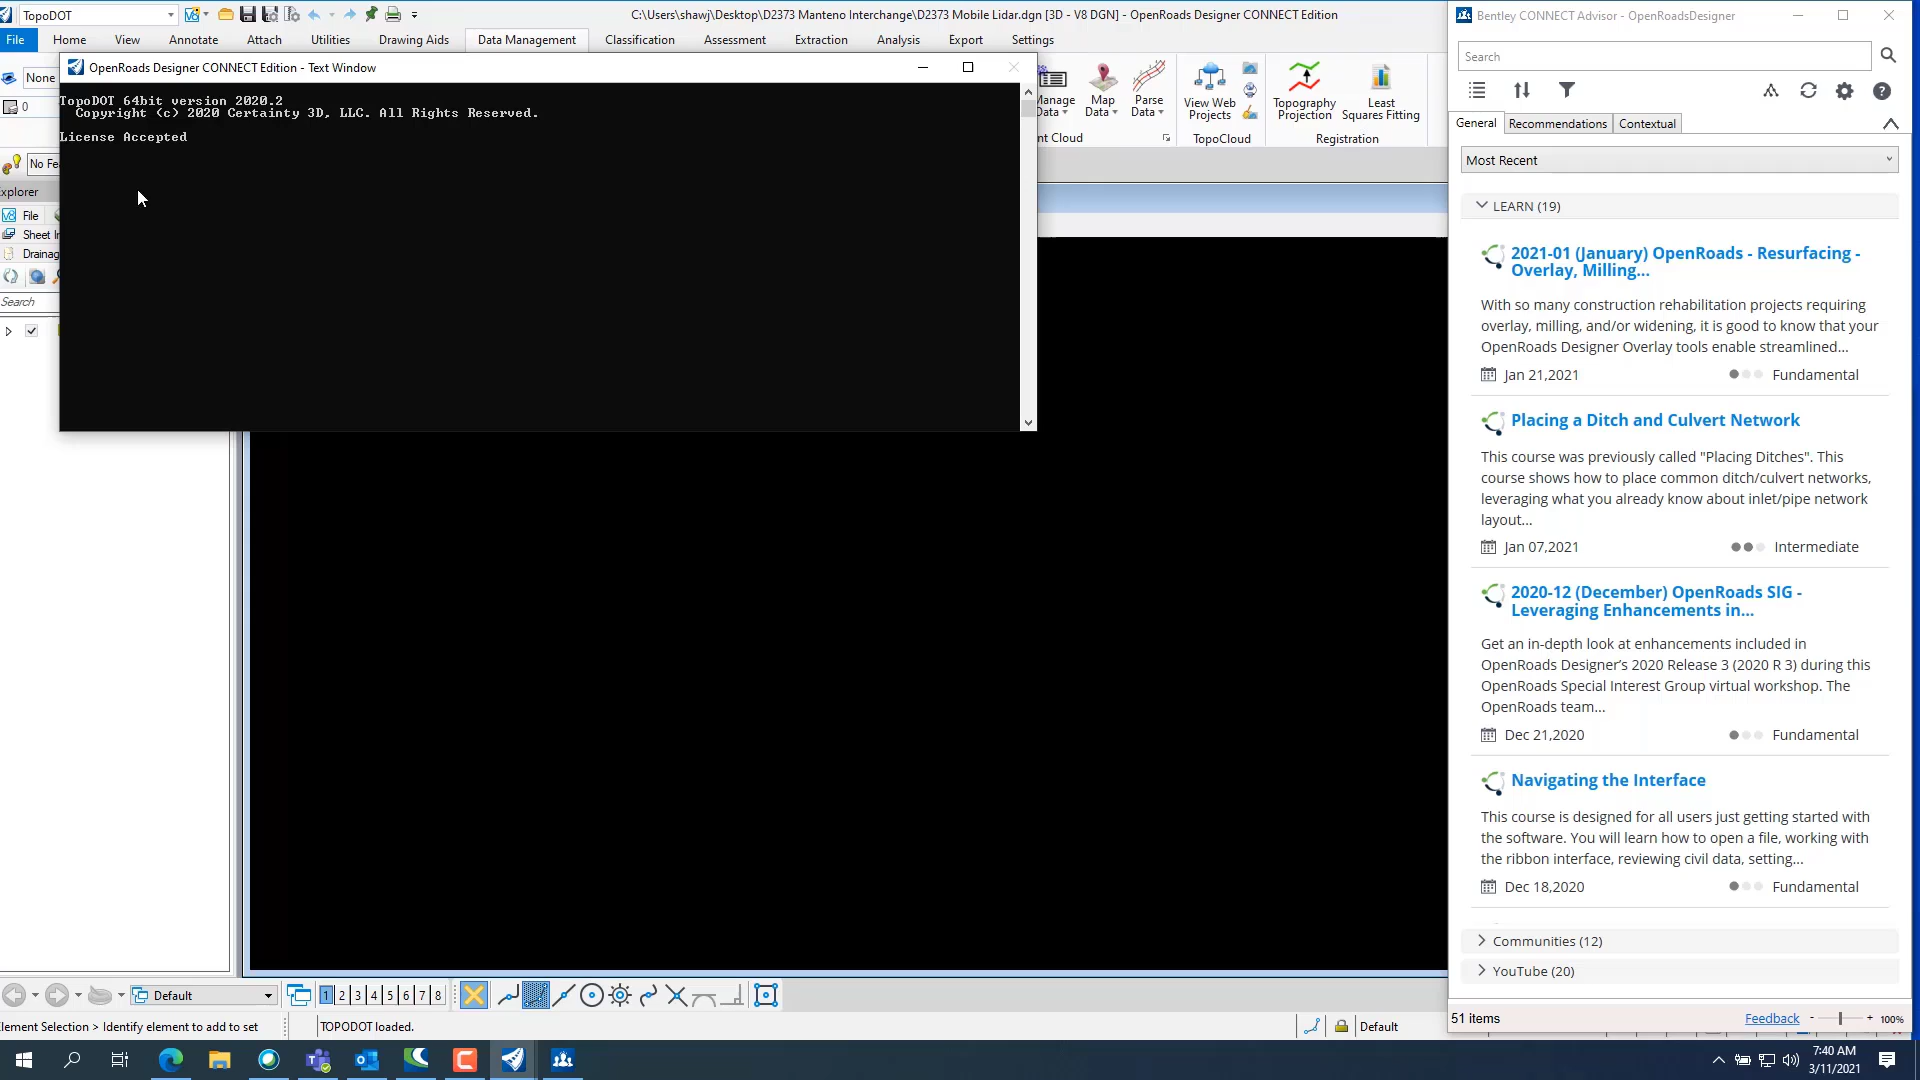 TopoDOT
C:\Users\shawj\Desktop\D2373 Manteno Interchange\D2373 Mobile Lidar.dgn [3D - V8 DGN] - OpenRoads Designer CONNECT Edition
File Home View Annotate Attach Utilities Drawing Aids Data Management Classification Assessment Extraction Analysis Export Settings
None
0
No Fe
xplorer
File
Sheet I
Drainag
Search
OpenRoads Designer CONNECT Edition - Text Window
TopoDOT 64bit version 2020.2
Copyright (c) 2020 Certainty 3D, LLC. All Rights Reserved.
License Accepted
Manage Data
Map Data
Parse Data
nt Cloud
View Web Projects
TopoCloud
Topography Projection
Least Squares Fitting
Registration
Bentley CONNECT Advisor - OpenRoadsDesigner
Search
General Recommendations Contextual
Most Recent
LEARN (19)
2021-01 (January) OpenRoads - Resurfacing -
Overlay, Milling...
With so many construction rehabilitation projects requiring
overlay, milling, and/or widening, it is good to know that your
OpenRoads Designer Overlay tools enable streamlined...
Jan 21,2021 Fundamental
Placing a Ditch and Culvert Network
This course was previously called "Placing Ditches". This
course shows how to place common ditch/culvert networks,
leveraging what you already know about inlet/pipe network
layout...
Jan 07,2021 Intermediate
2020-12 (December) OpenRoads SIG -
Leveraging Enhancements in...
Get an in-depth look at enhancements included in
OpenRoads Designer's 2020 Release 3 (2020 R 3) during this
OpenRoads Special Interest Group virtual workshop. The
OpenRoads team...
Dec 21,2020 Fundamental
Navigating the Interface
This course is designed for all users just getting started with
the software. You will learn how to open a file, working with
the ribbon interface, reviewing civil data, setting...
Dec 18,2020 Fundamental
Communities (12)
YouTube (20)
51 items Feedback - + 100%
Default 1 2 3 4 5 6 7 8
lement Selection > Identify element to add to set TOPODOT loaded. Default
7:40 AM
3/11/2021